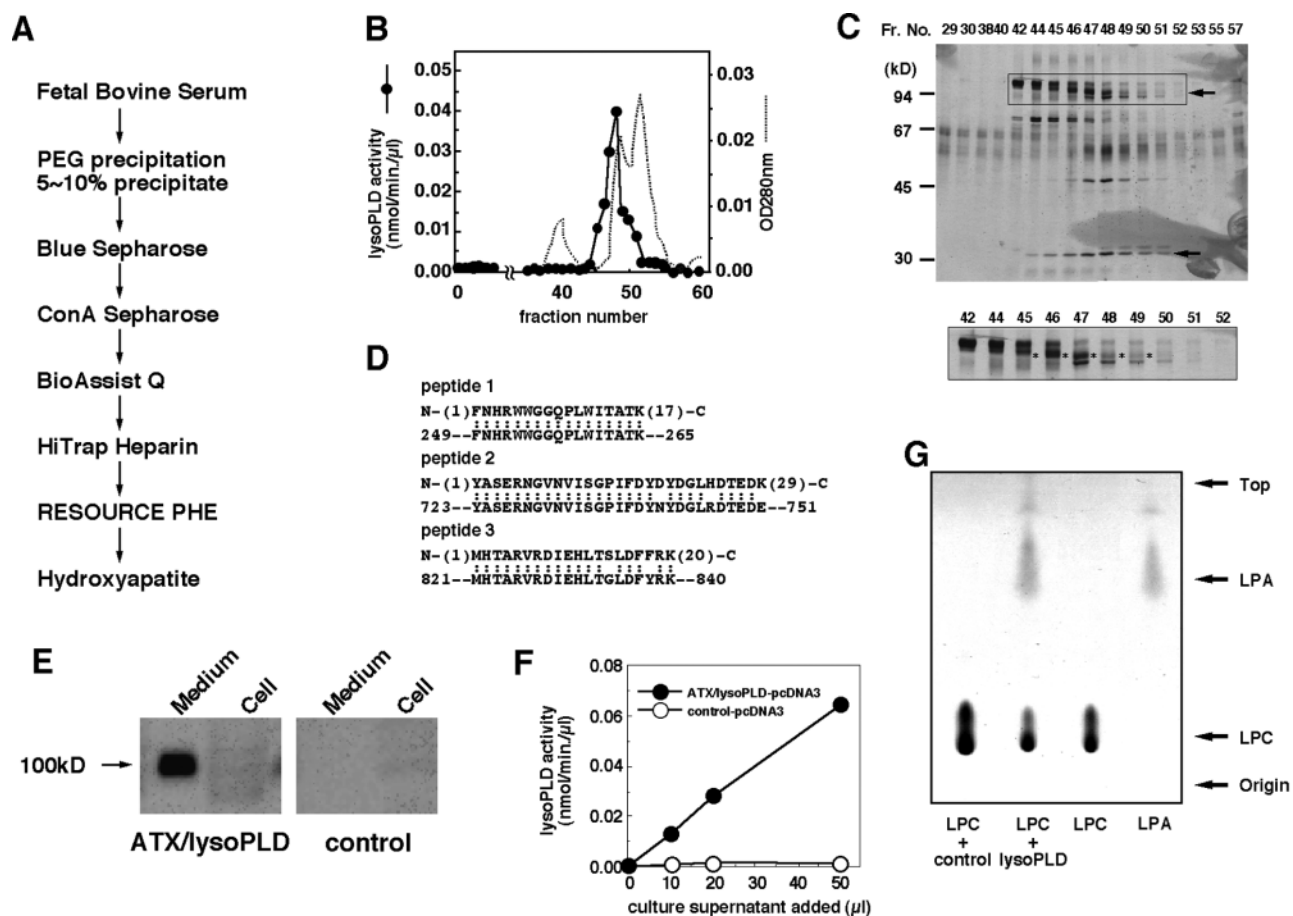 A
Fetal Bovine Serum
PEG precipitation
5~10% precipitate
Blue Sepharose
ConA Sepharose
BioAssist Q
HiTrap Heparin
RESOURCE PHE
Hydroxyapatite
B
lysoPLD activity
(nmol/min./µl)
0.05
0.04
0.03
0.02
0.01
0.00
0.03
0.02
0.01
0.00
OD280nm
0 40 50 60
fraction number
C
Fr. No. 29 30 38 40 42 44 45 46 47 48 49 50 51 52 53 55 57
(kD)
94
67
45
30
42 44 45 46 47 48 49 50 51 52
* * * *
D
peptide 1
N-(1)FNHRWWGGQPLWITATK(17)-C
249--FNHRWWGGQPLWITATK--265
peptide 2
N-(1)YASERNGVNVISGPIFDYDYDGLHDTEDK(29)-C
723--YASERNGVNVISGPIFDYNYDGLRDTEDE--751
peptide 3
N-(1)MHTARVRDIEHLTSLDFFRK(20)-C
821--MHTARVRDIEHLTGLDFYRK--840
E
Medium Cell Medium Cell
100kD
ATX/lysoPLD control
F
lysoPLD activity
(nmol/min./µl)
0.08
0.06
0.04
0.02
0.00
ATX/lysoPLD-pcDNA3
control-pcDNA3
0 10 20 30 40 50
culture supernatant added (µl)
G
Top
LPA
LPC
Origin
LPC + control
LPC + lysoPLD
LPC
LPA